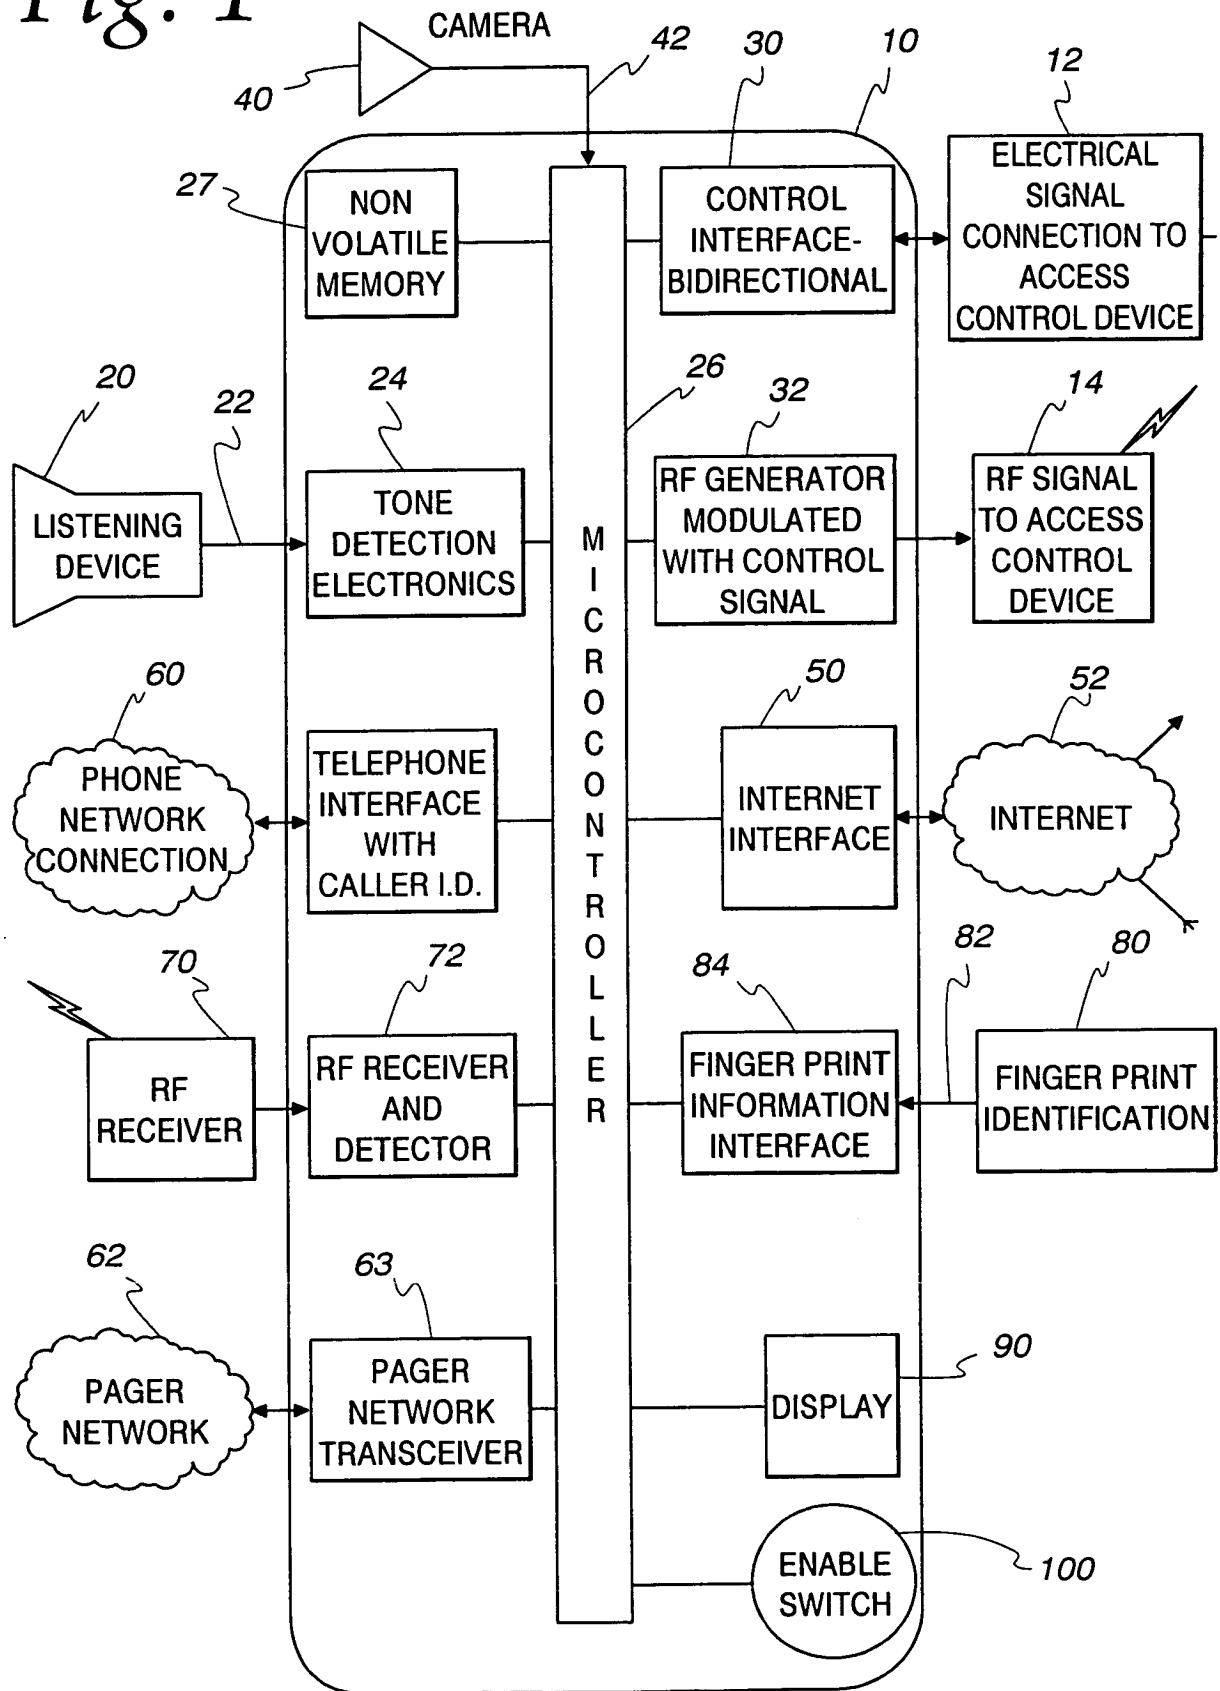 Fig. 1
CAMERA
40
42
30
10
12
27
NON
VOLATILE
MEMORY
CONTROL
INTERFACE-
BIDIRECTIONAL
ELECTRICAL
SIGNAL
CONNECTION TO
ACCESS
CONTROL DEVICE
20
22
24
26
32
14
LISTENING
DEVICE
TONE
DETECTION
ELECTRONICS
MICROCONTROLLER
RF GENERATOR
MODULATED
WITH CONTROL
SIGNAL
RF SIGNAL
TO ACCESS
CONTROL
DEVICE
60
50
52
PHONE
NETWORK
CONNECTION
TELEPHONE
INTERFACE
WITH
CALLER I.D.
INTERNET
INTERFACE
INTERNET
70
72
84
82
80
RF
RECEIVER
RF RECEIVER
AND
DETECTOR
FINGER PRINT
INFORMATION
INTERFACE
FINGER PRINT
IDENTIFICATION
62
63
90
PAGER
NETWORK
PAGER
NETWORK
TRANSCEIVER
DISPLAY
ENABLE
SWITCH
100